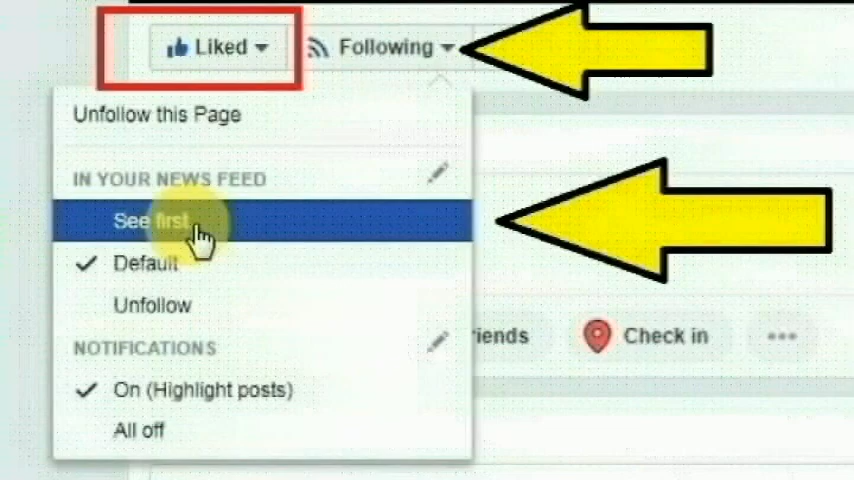 Liked Following
Unfollow this Page
IN YOUR NEWS FEED
See first
Default
Unfollow
riends Check in
NOTIFICATIONS
On (Highlight posts)
All off